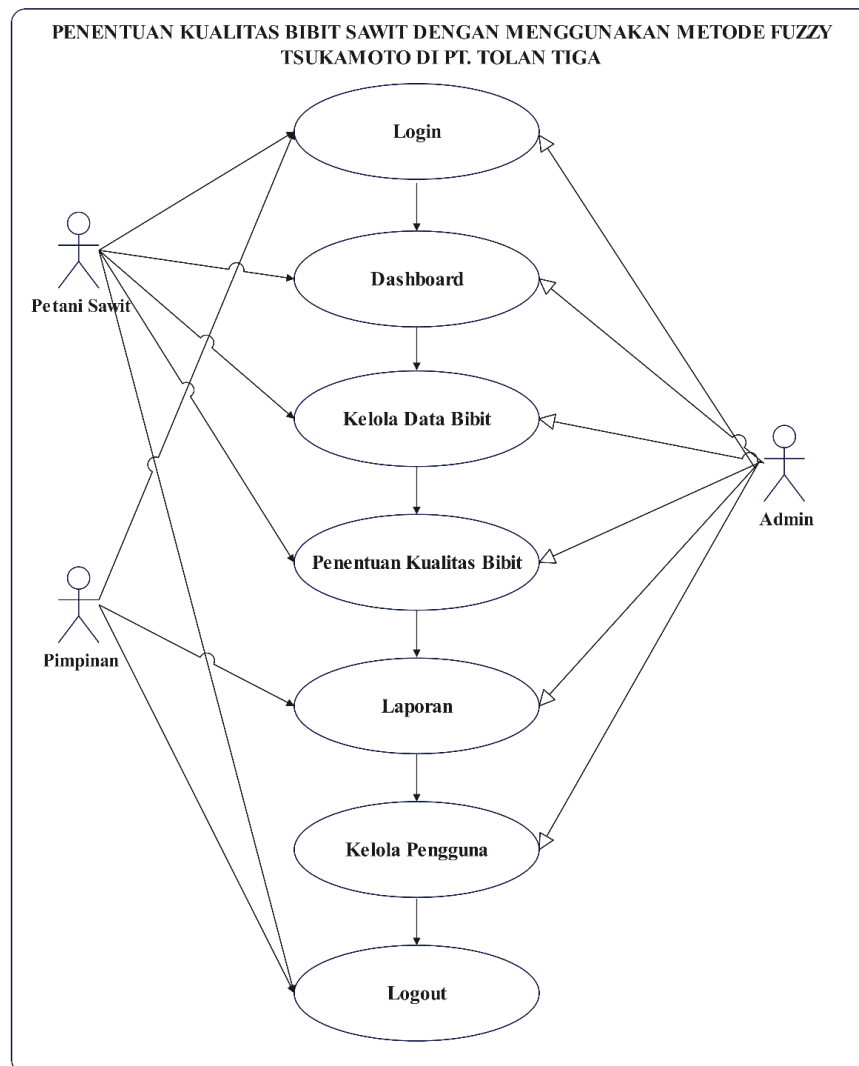 PENENTUAN KUALITAS BIBIT SAWIT DENGAN MENGGUNAKAN METODE FUZZY
TSUKAMOTO DI PT. TOLAN TIGA
Login
Dashboard
Petani Sawit
Kelola Data Bibit
Admin
Penentuan Kualitas Bibit
Pimpinan
Laporan
Kelola Pengguna
Logout